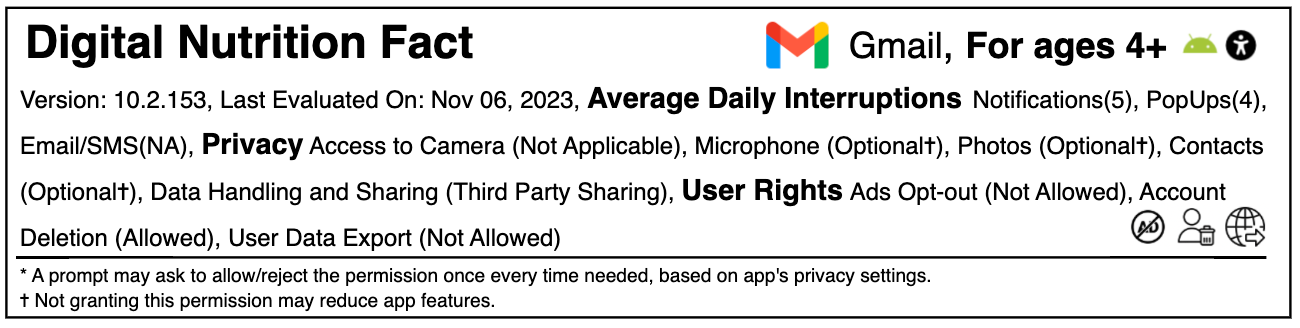 Digital Nutrition Fact
Gmail, For ages 4+
Version: 10.2.153, Last Evaluated On: Nov 06, 2023, Average Daily Interruptions Notifications(5), PopUps(4),
Email/SMS(NA), Privacy Access to Camera (Not Applicable), Microphone (Optional†), Photos (Optional†), Contacts
(Optional†), Data Handling and Sharing (Third Party Sharing), User Rights Ads Opt-out (Not Allowed), Account
Deletion (Allowed), User Data Export (Not Allowed)
AD
* A prompt may ask to allow/reject the permission once every time needed, based on app's privacy settings.
† Not granting this permission may reduce app features.